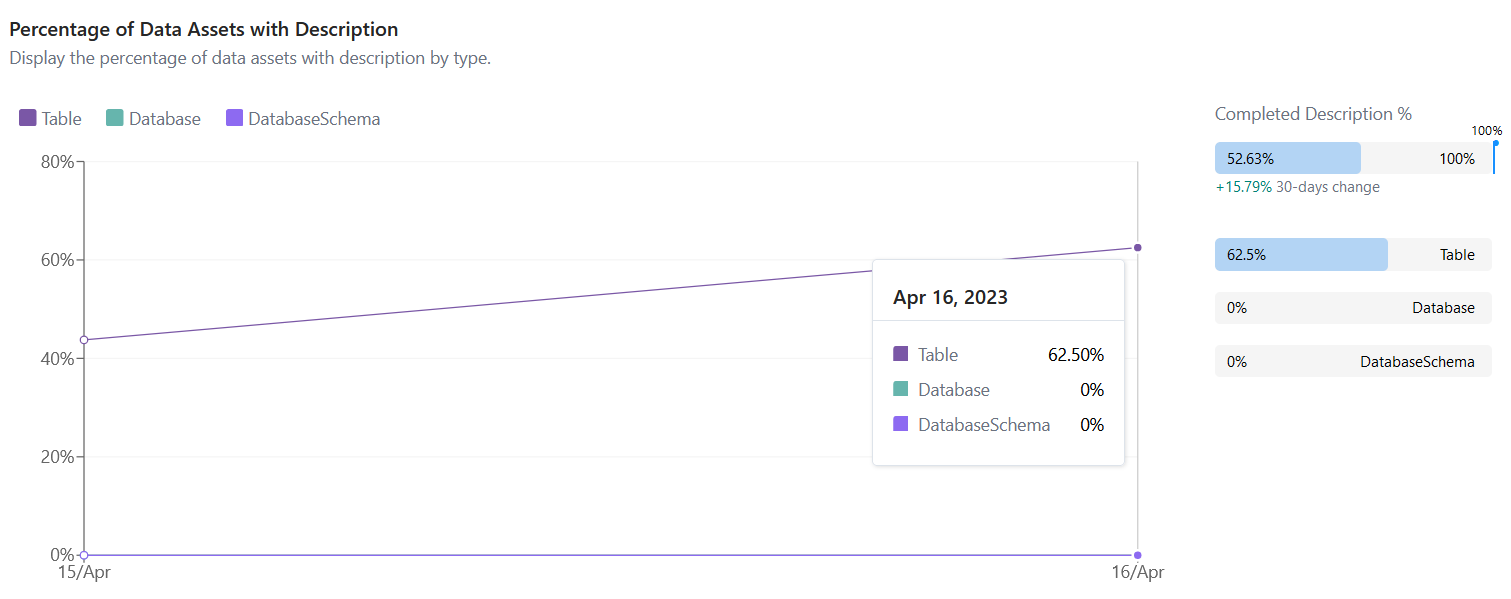 Percentage of Data Assets with Description
Display the percentage of data assets with description by type.
Table Database DatabaseSchema
80%
60%
40%
20%
0%
15/Apr 16/Apr
Apr 16, 2023
Table 62.50%
Database 0%
DatabaseSchema 0%
Completed Description %
100%
52.63% 100%
+15.79% 30-days change
62.5% Table
0% Database
0% DatabaseSchema